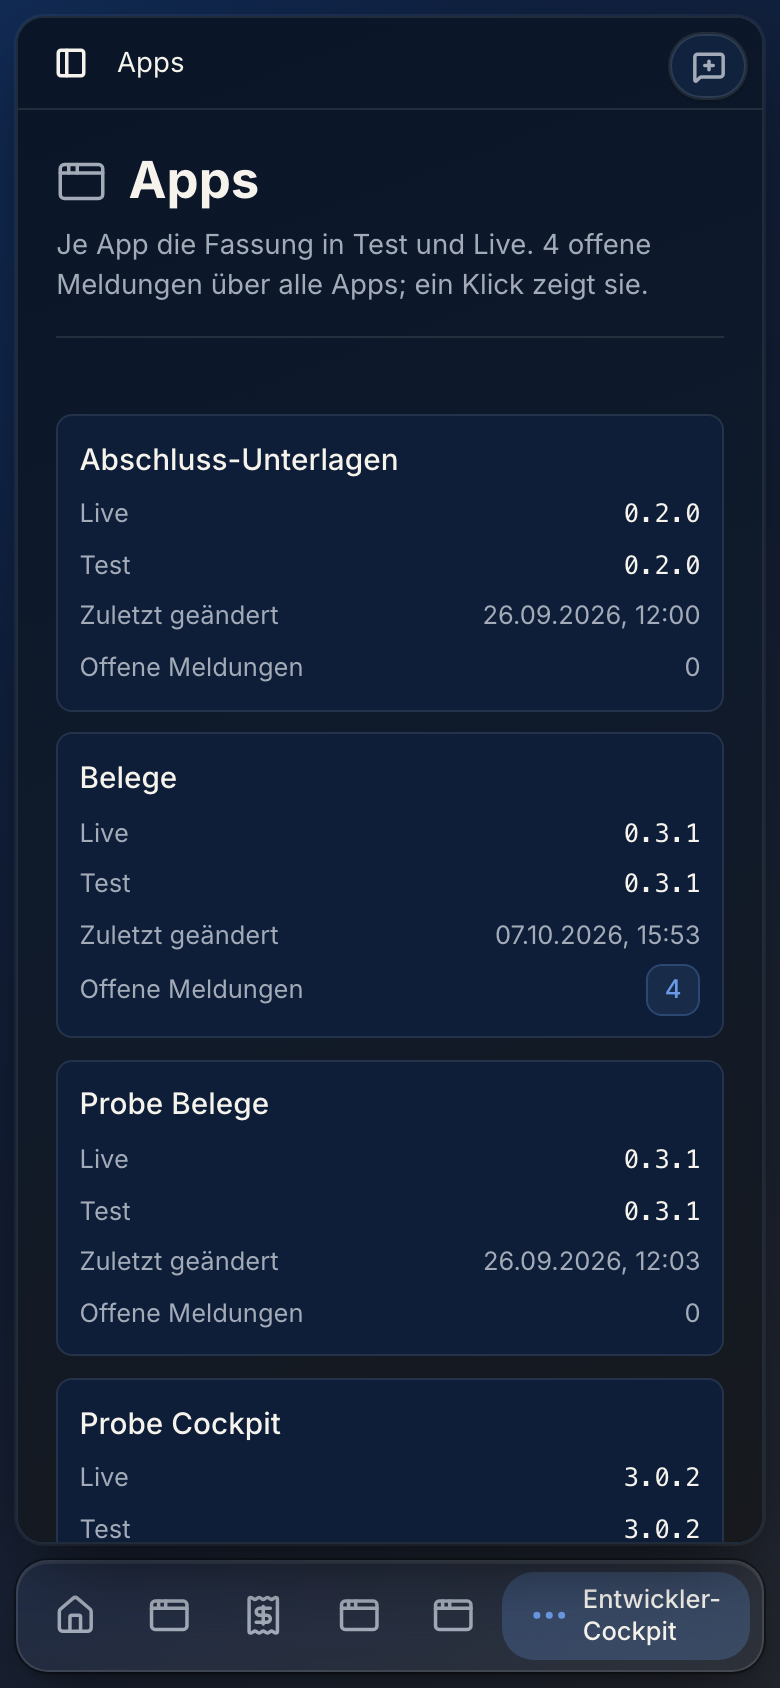 Apps
Apps
Je App die Fassung in Test und Live. 4 offene
Meldungen über alle Apps; ein Klick zeigt sie.
Abschluss-Unterlagen
Live 0.2.0
Test 0.2.0
Zuletzt geändert 26.09.2026, 12:00
Offene Meldungen 0
Belege
Live 0.3.1
Test 0.3.1
Zuletzt geändert 07.10.2026, 15:53
Offene Meldungen 4
Probe Belege
Live 0.3.1
Test 0.3.1
Zuletzt geändert 26.09.2026, 12:03
Offene Meldungen 0
Probe Cockpit
Live 3.0.2
Test 3.0.2
Entwickler-
Cockpit